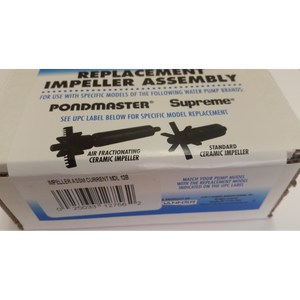 REPLACEMENT
IMPELLER ASSEMBLY
FOR USE WITH SPECIFIC MODELS OF THE FOLLOWING WATER PUMP BRANDS:
PONDMASTER® Supreme®
SEE UPC LABEL BELOW FOR SPECIFIC MODEL REPLACEMENT
AIR FRACTIONATING
CERAMIC IMPELLER
STANDARD
CERAMIC IMPELLER
MATCH YOUR PUMP MODEL
WITH THE REPLACEMENT MODEL
INDICATED ON THE UPC LABEL